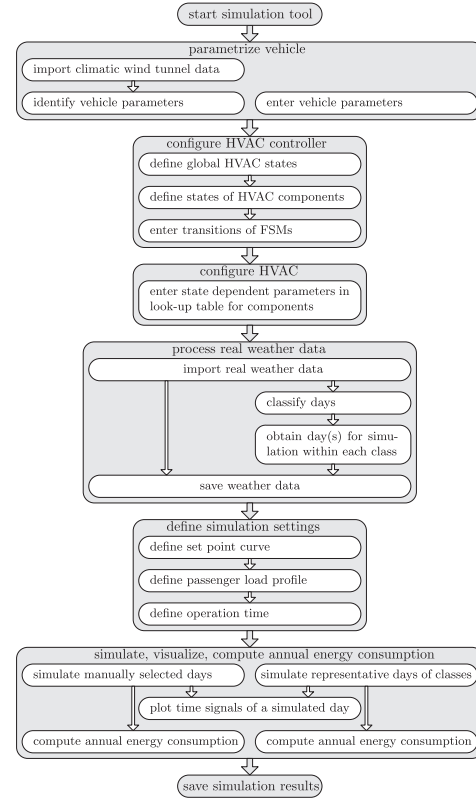 start simulation tool
parametrize vehicle
import climatic wind tunnel data
identify vehicle parameters
enter vehicle parameters
configure HVAC controller
define global HVAC states
define states of HVAC components
enter transitions of FSMs
configure HVAC
enter state dependent parameters in
look-up table for components
process real weather data
import real weather data
classify days
obtain day(s) for simu-
lation within each class
save weather data
define simulation settings
define set point curve
define passenger load profile
define operation time
simulate, visualize, compute annual energy consumption
simulate manually selected days
simulate representative days of classes
plot time signals of a simulated day
compute annual energy consumption
compute annual energy consumption
save simulation results